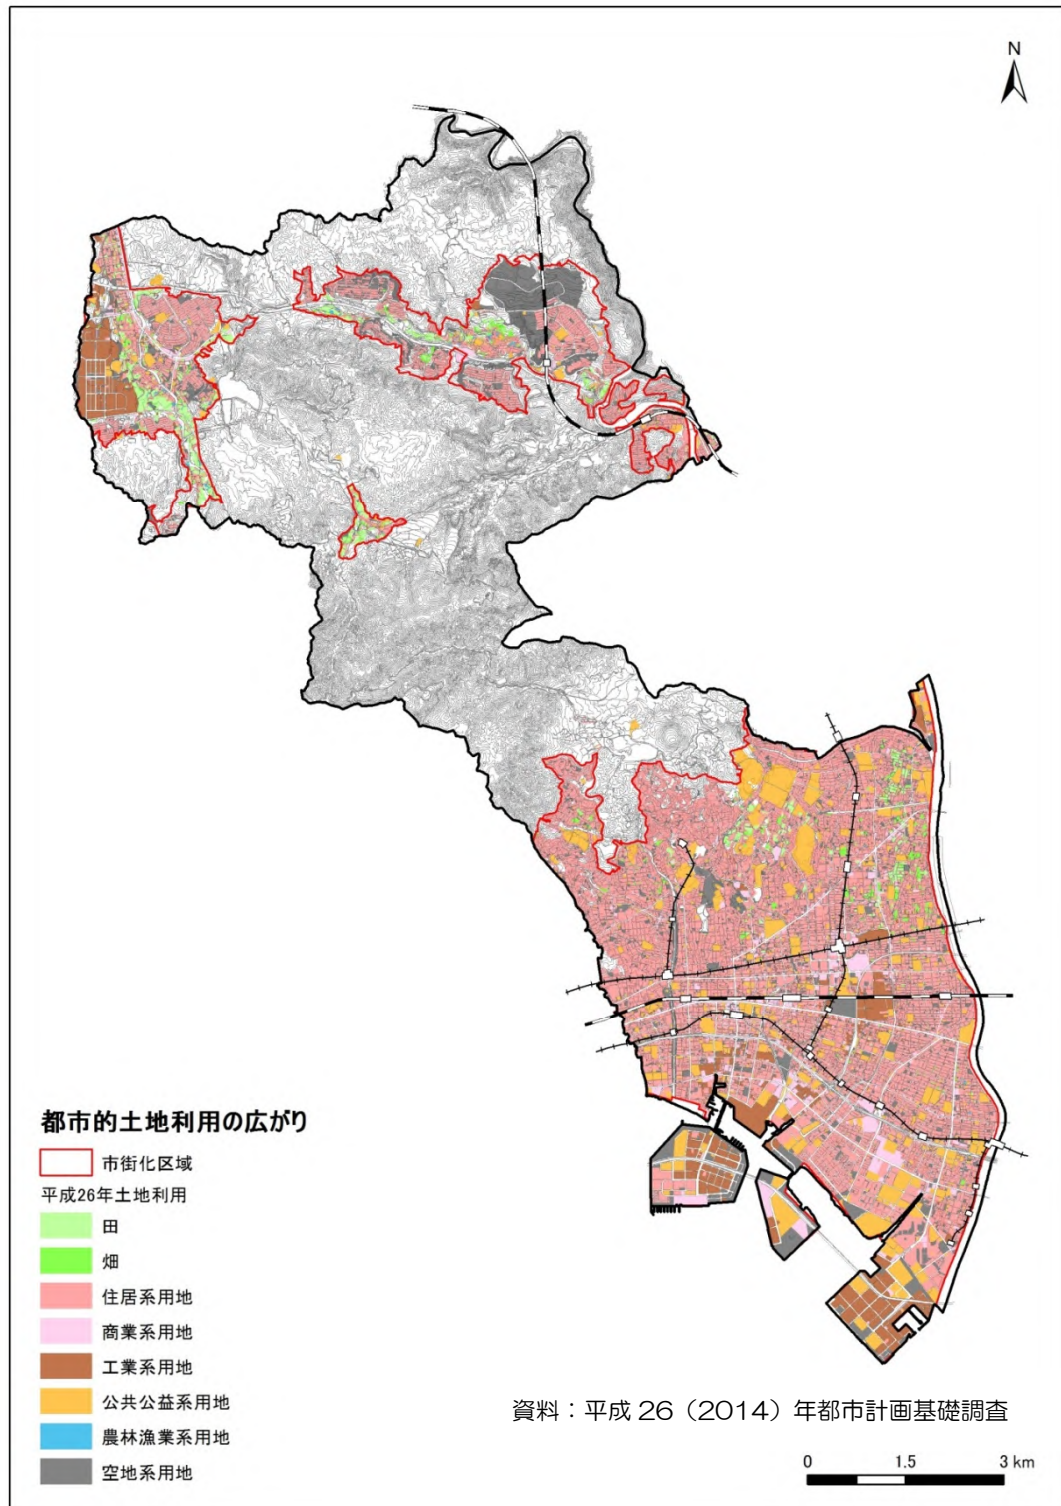 N
都市的土地利用の広がり
市街化区域
平成26年土地利用
田
畑
住居系用地
商業系用地
工業系用地
公共公益系用地
農林漁業系用地
空地系用地
資料：平成 26（2014）年都市計画基礎調査
0 1.5 3 km